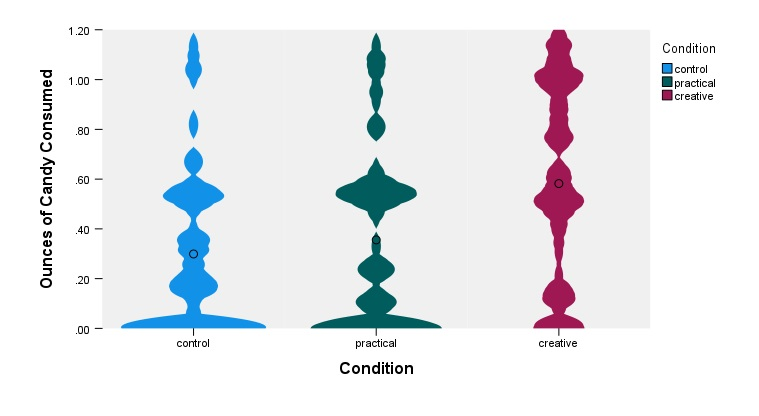 1.20
1.00
.80
.60
.40
.20
.00
Ounces of Candy Consumed
control
practical
creative
Condition
Condition
control
practical
creative